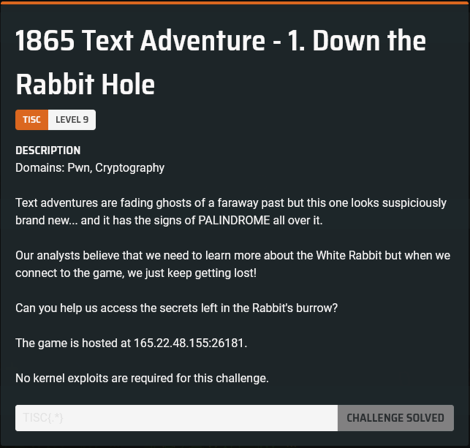 1865 Text Adventure - 1. Down the
Rabbit Hole
TISC LEVEL 9
DESCRIPTION
Domains: Pwn, Cryptography
Text adventures are fading ghosts of a faraway past but this one looks suspiciously
brand new... and it has the signs of PALINDROME all over it.
Our analysts believe that we need to learn more about the White Rabbit but when we
connect to the game, we just keep getting lost!
Can you help us access the secrets left in the Rabbit's burrow?
The game is hosted at 165.22.48.155:26181.
No kernel exploits are required for this challenge.
TISC{.*} CHALLENGE SOLVED